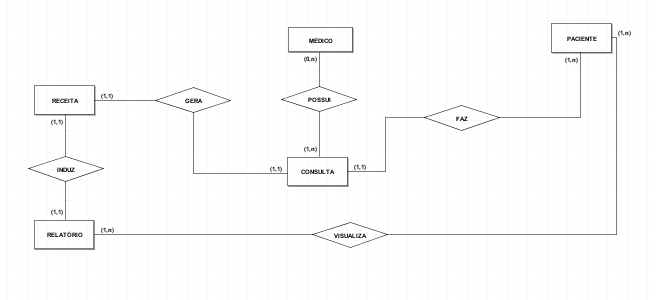 MÉDICO
PACIENTE
(1,n)
(0,n)
(1,n)
RECEITA
(1,1)
GERA
POSSUI
(1,1)
FAZ
(1,n)
INDUZ
(1,1)
CONSULTA
(1,1)
(1,1)
RELATÓRIO
(1,n)
VISUALIZA